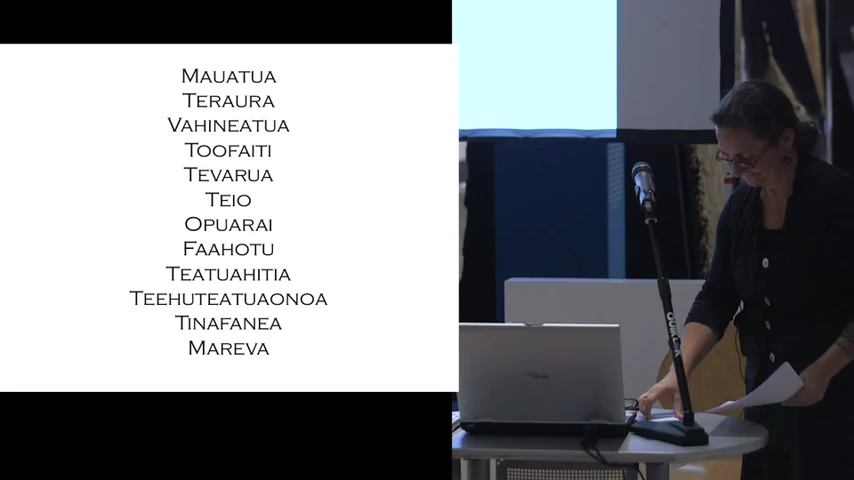 MAUATUA
TERAURA
VAHINEATUA
TOOFAITI
TEVARUA
TEIO
OPUARAI
FAAHOTU
TEATUAHITIA
TEEHUTEATUAONOA
TINAFANEA
MAREVA